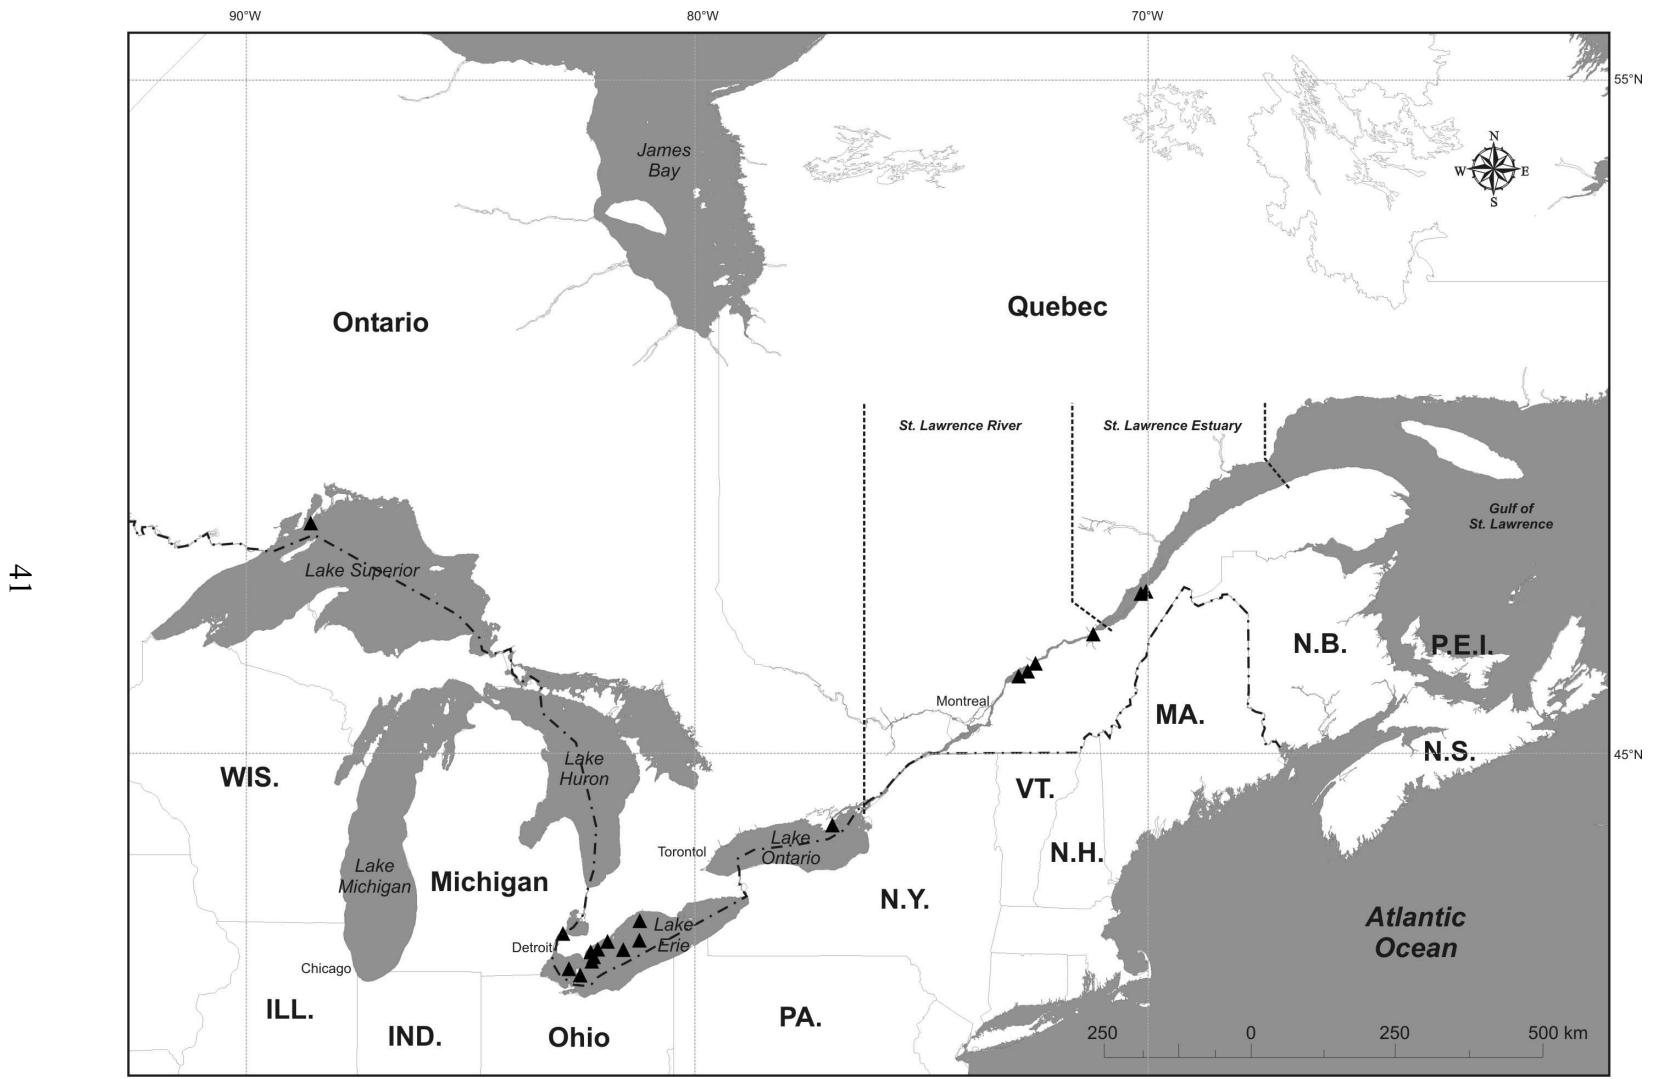 90°W
80°W
70°W
55°N
James
Bay
N
W
E
S
Ontario
Quebec
St. Lawrence River
St. Lawrence Estuary
Gulf of
St. Lawrence
Lake Superior
41
N.B.
P.E.I.
Montreal
MA.
N.S.
45°N
WIS.
Lake
Huron
VT.
Lake
Ontario
Torontol
N.H.
Lake
Michigan
Michigan
N.Y.
Lake
Erie
Atlantic
Ocean
Detroit
Chicago
ILL.
IND.
Ohio
PA.
250
0
250
500 km